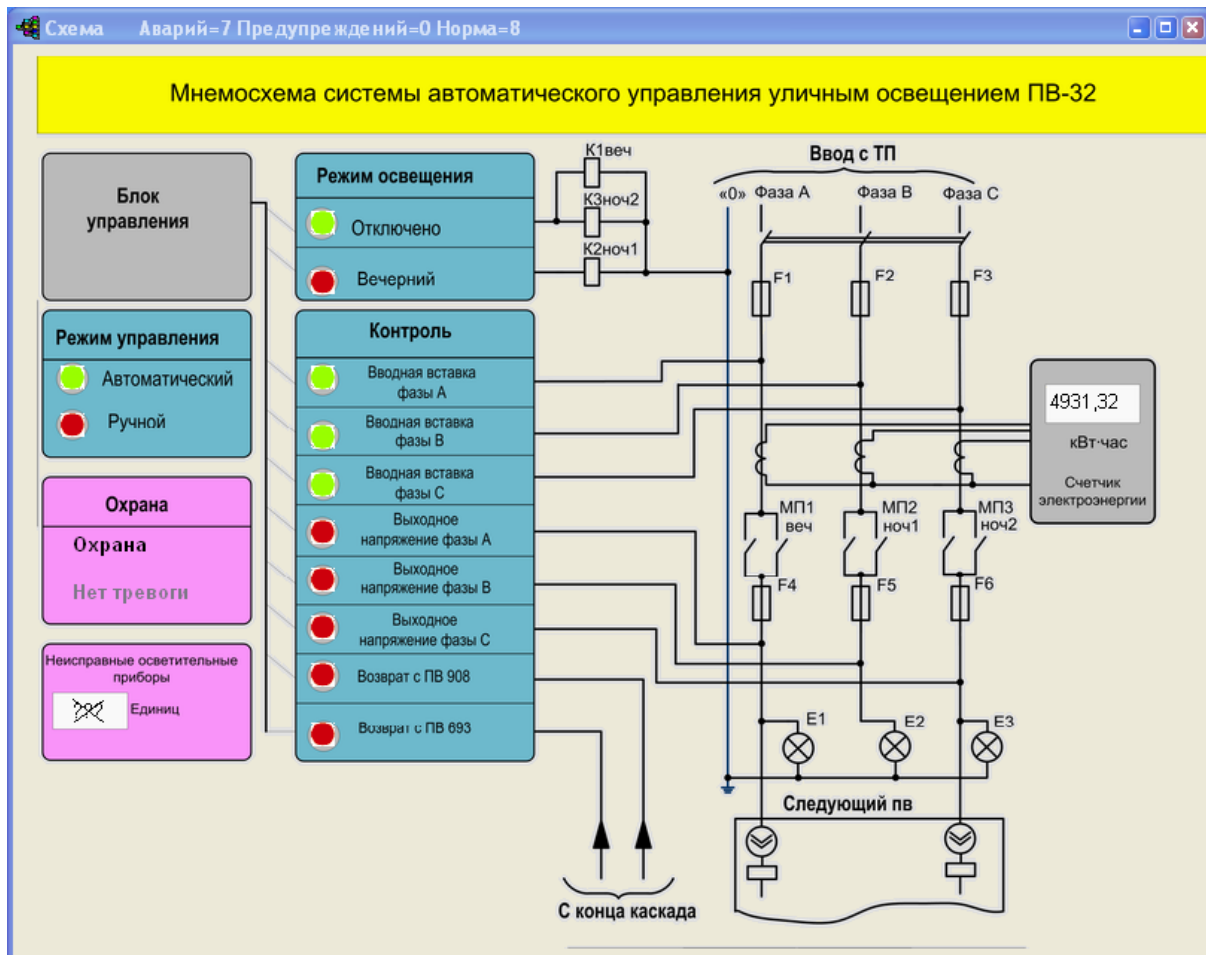 Схема Аварий=7 Предупреждений=0 Норма=8
Мнемосхема системы автоматического управления уличным освещением ПВ-32
Блок
управления
Режим управления
Автоматический
Ручной
Охрана
Охрана
Нет тревоги
Неисправные осветительные
приборы
Единиц
Режим освещения
Отключено
Вечерний
Контроль
Вводная вставка
фазы А
Вводная вставка
фазы В
Вводная вставка
фазы С
Выходное
напряжение фазы А
Выходное
напряжение фазы В
Выходное
напряжение фазы С
Возврат с ПВ 908
Возврат с ПВ 693
К1веч
К3ноч2
К2ноч1
Ввод с ТП
«0» Фаза А Фаза В Фаза С
F1 F2 F3
4931,32
кВт·час
Счетчик
электроэнергии
МП1 МП2 МП3
веч ноч1 ноч2
F4 F5 F6
E1 E2 E3
Следующий пв
С конца каскада